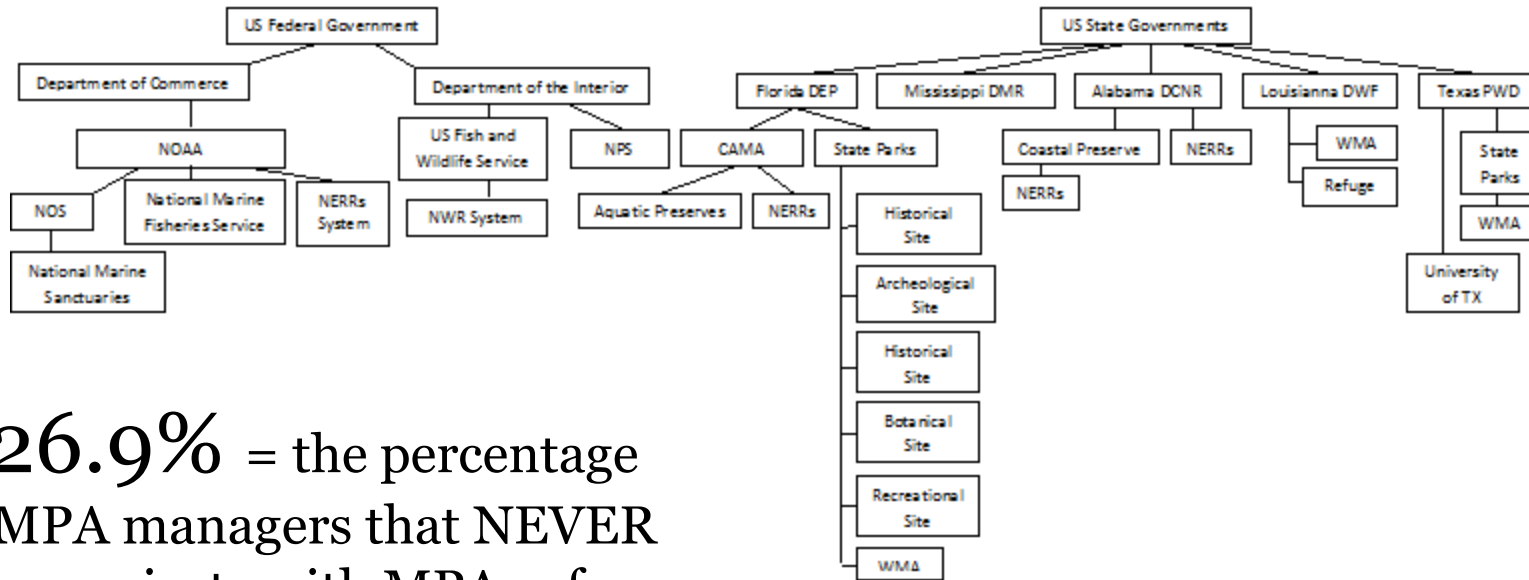 US Federal Government
US State Governments
Department of Commerce
Department of the Interior
Florida DEP
Mississippi DMR
Alabama DCNR
Louisianna DWF
Texas PWD
NOAA
US Fish and
Wildlife Service
NPS
CAMA
State Parks
Coastal Preserve
NERRs
WMA
State
Parks
NOS
National Marine
Fisheries Service
NERRs
System
NWR System
Aquatic Preserves
NERRs
NERRs
Refuge
WMA
National Marine
Sanctuaries
Historical
Site
University
of TX
Archeological
Site
Historical
Site
Botanical
Site
Recreational
Site
WMA
26.9% = the percentage
MPA managers that NEVER
with MPA